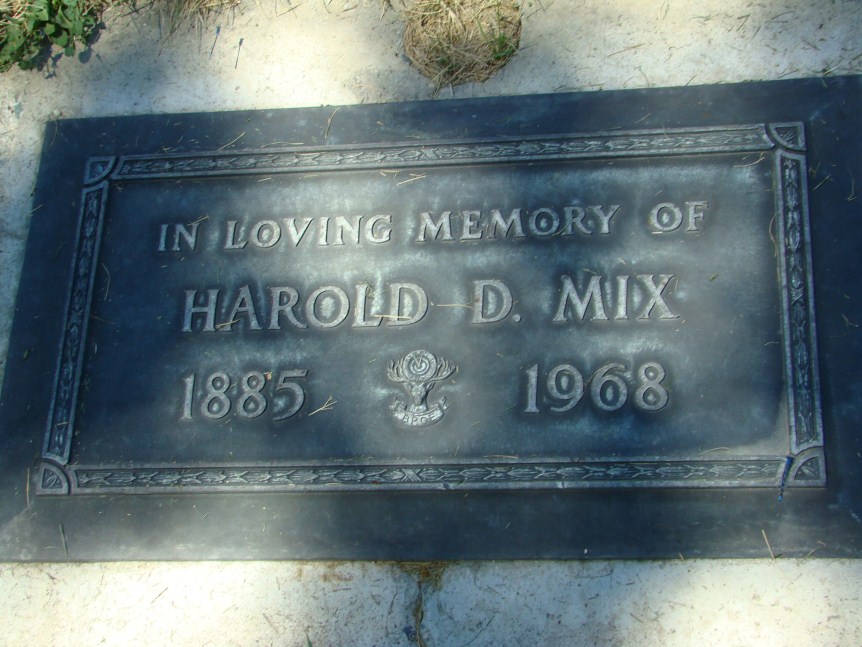 IN LOVING MEMORY OF
HAROLD D. MIX
1885 1968
B.P.O.E.